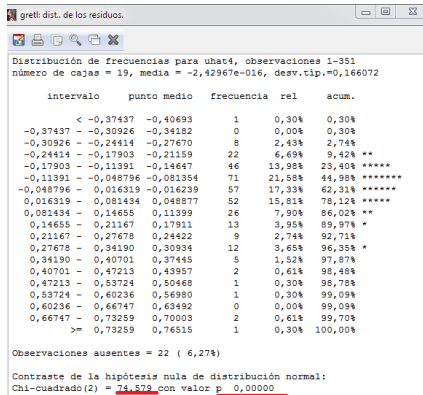 gretl: dist. de los residuos.
Distribución de frecuencias para uhat4, observaciones 1-351
número de cajas = 19, media = -2,42967e-016, desv.típ.=0,166072
intervalo punto medio frecuencia rel acum.
< -0,37437 -0,40693 1 0,30% 0,30%
-0,37437 - -0,30926 -0,34182 0 0,00% 0,30%
-0,30926 - -0,24414 -0,27670 8 2,43% 2,74%
-0,24414 - -0,17903 -0,21159 22 6,69% 9,42% **
-0,17903 - -0,11391 -0,14647 46 13,98% 23,40% *****
-0,11391 - -0,048796 -0,081354 71 21,58% 44,98% *******
-0,048796 - 0,016319 -0,016239 57 17,33% 62,31% ******
0,016319 - 0,081434 0,048877 52 15,81% 78,12% *****
0,081434 - 0,14655 0,11399 26 7,90% 86,02% **
0,14655 - 0,21167 0,17911 13 3,95% 89,97% *
0,21167 - 0,27678 0,24422 9 2,74% 92,71%
0,27678 - 0,34190 0,30934 12 3,65% 96,35% *
0,34190 - 0,40701 0,37445 5 1,52% 97,87%
0,40701 - 0,47213 0,43957 2 0,61% 98,48%
0,47213 - 0,53724 0,50468 1 0,30% 98,78%
0,53724 - 0,60236 0,56980 1 0,30% 99,09%
0,60236 - 0,66747 0,63492 0 0,00% 99,09%
0,66747 - 0,73259 0,70003 2 0,61% 99,70%
>= 0,73259 0,76515 1 0,30% 100,00%
Observaciones ausentes = 22 ( 6,27%)
Contraste de la hipótesis nula de distribución normal:
Chi-cuadrado(2) = 74,579 con valor p 0,00000